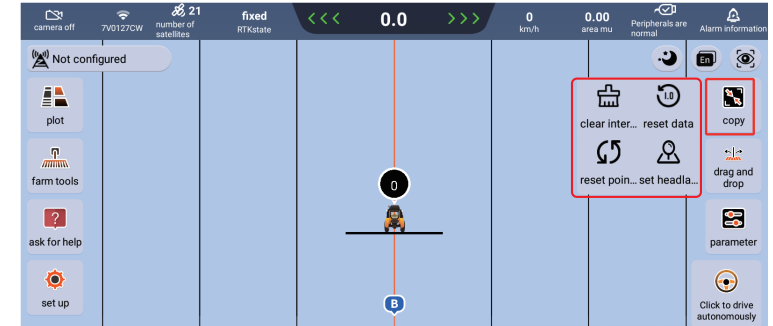 camera off
7V0127CW
21
number of
satellites
fixed
RTKstate
<<< 0.0 >>>
0
km/h
0.00
area mu
Peripherals are
normal
Alarm information
Not configured
En
plot
clear inter... reset data
1.0
copy
farm tools
reset poin... set headla...
drag and
drop
0
?
ask for help
parameter
set up
B
Click to drive
autonomously